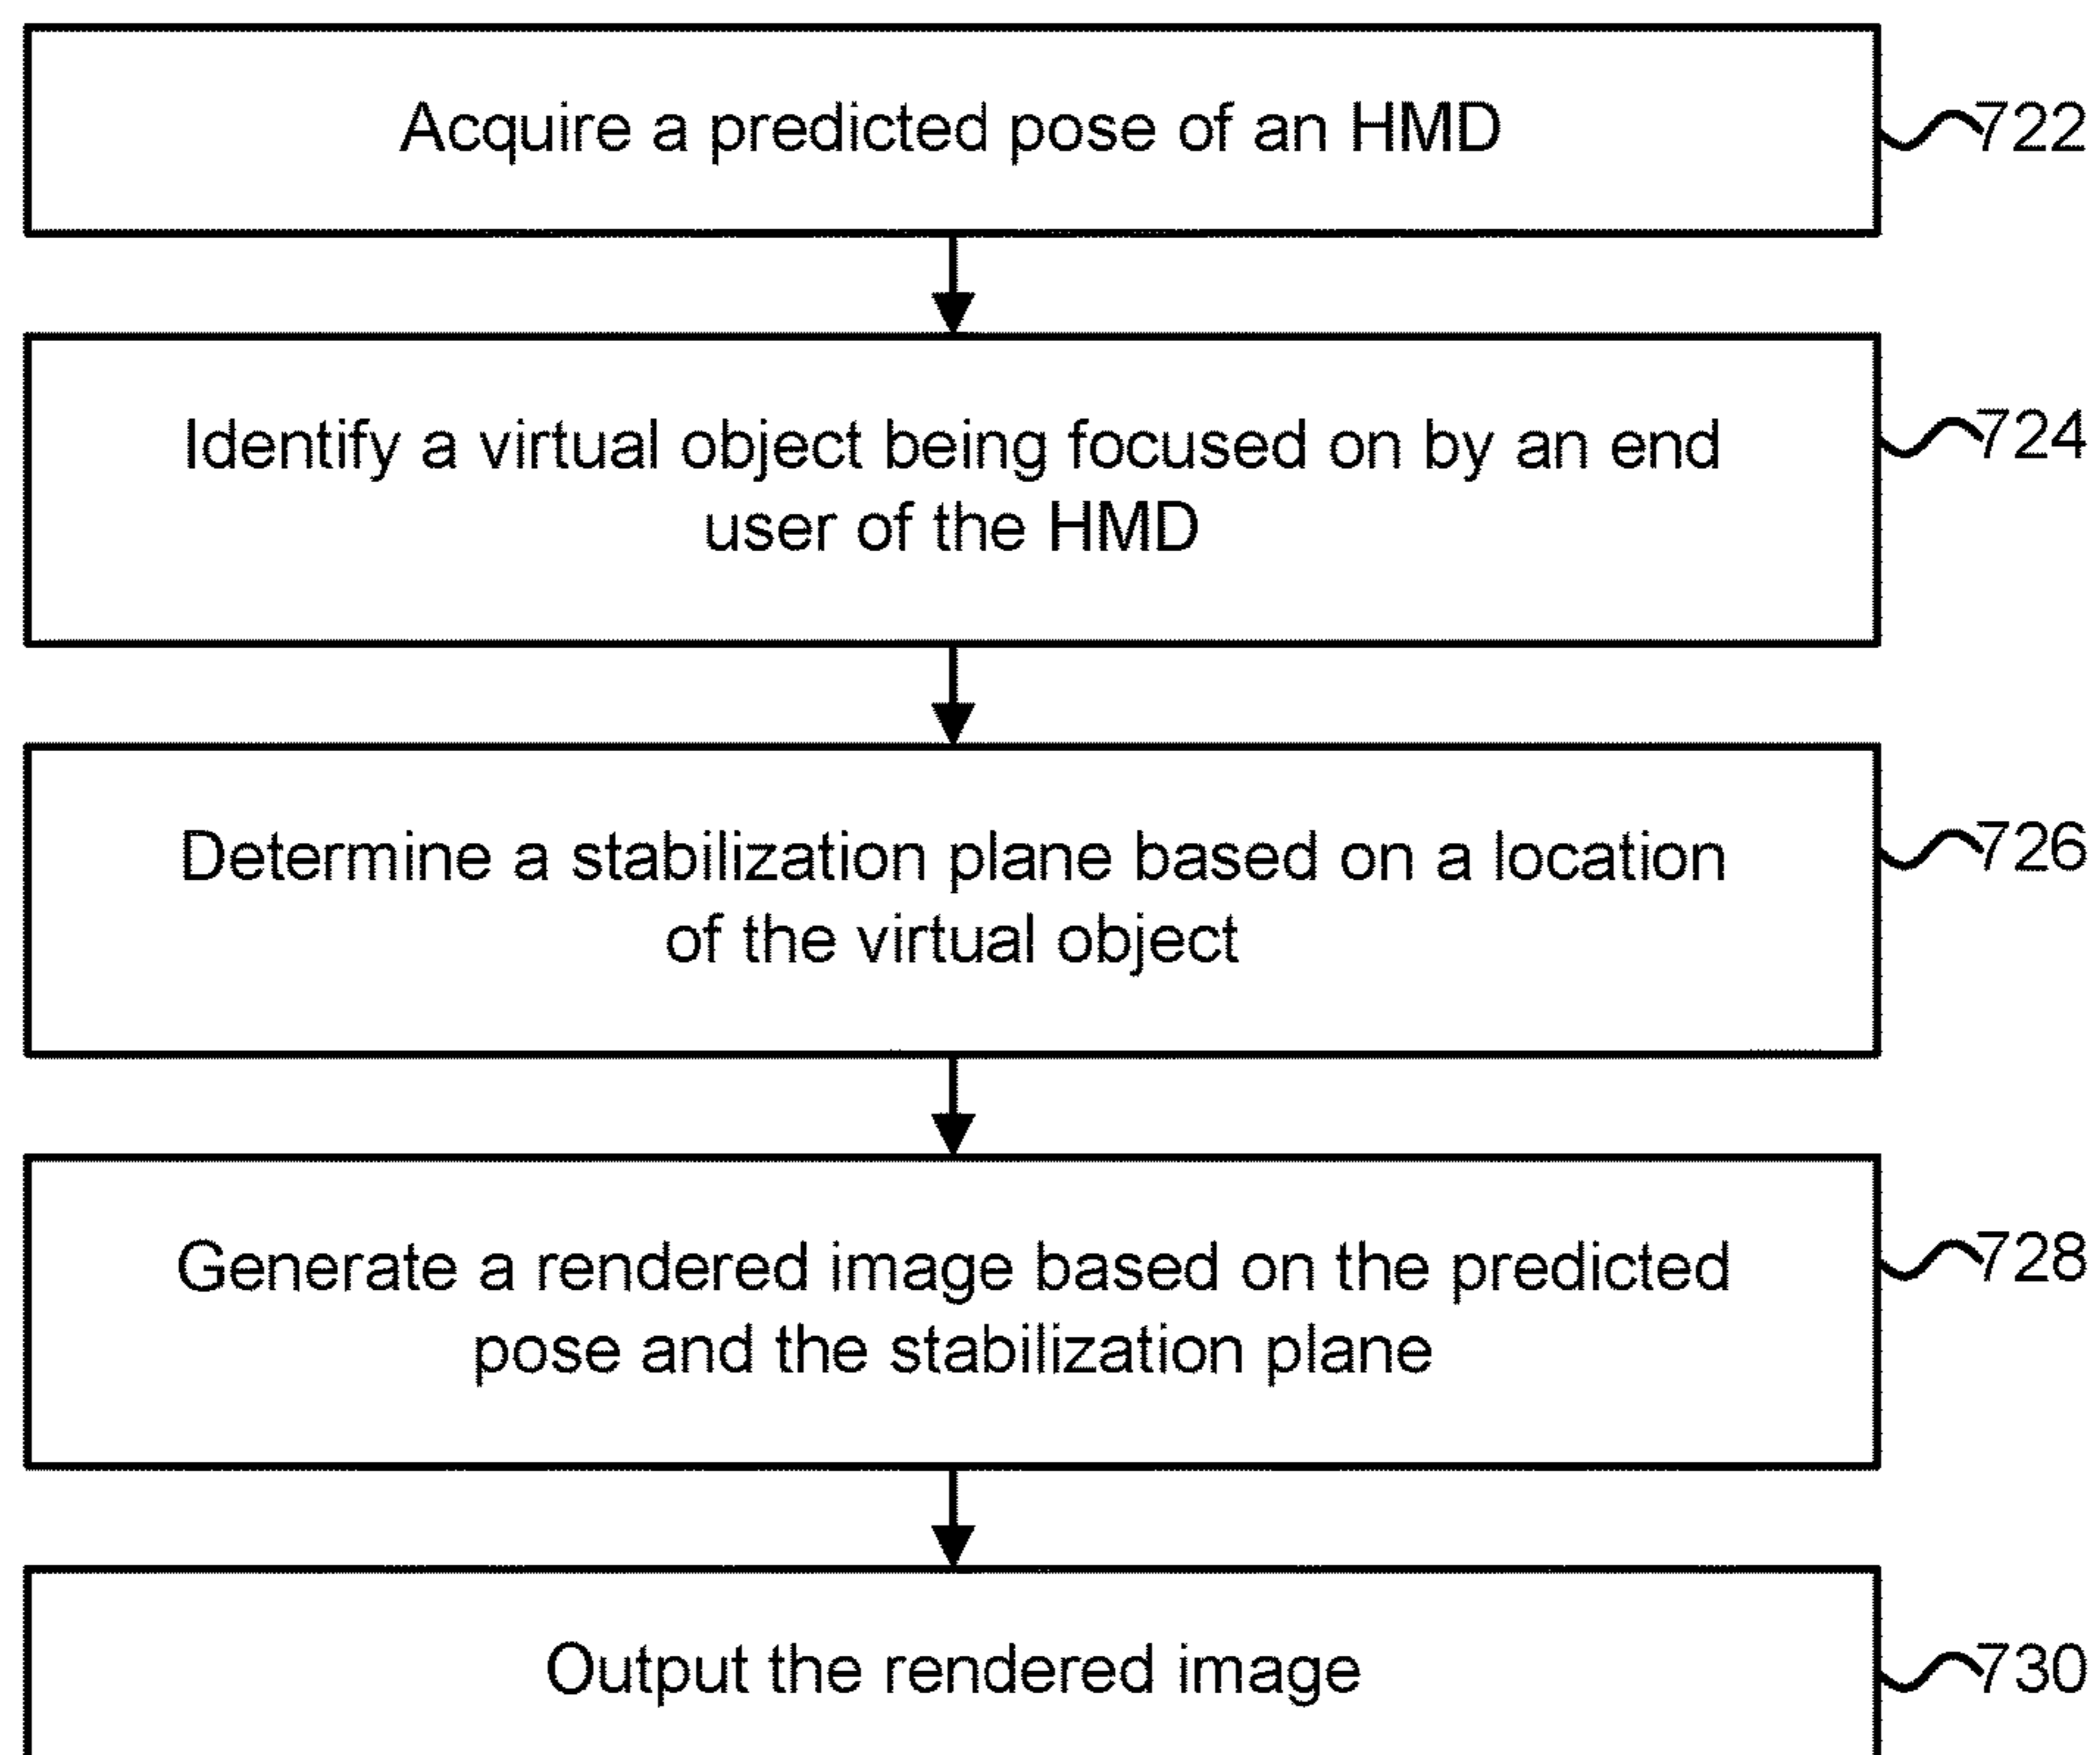 Acquire a predicted pose of an HMD
722
Identify a virtual object being focused on by an end
user of the HMD
724
Determine a stabilization plane based on a location
of the virtual object
726
Generate a rendered image based on the predicted
pose and the stabilization plane
728
Output the rendered image
730